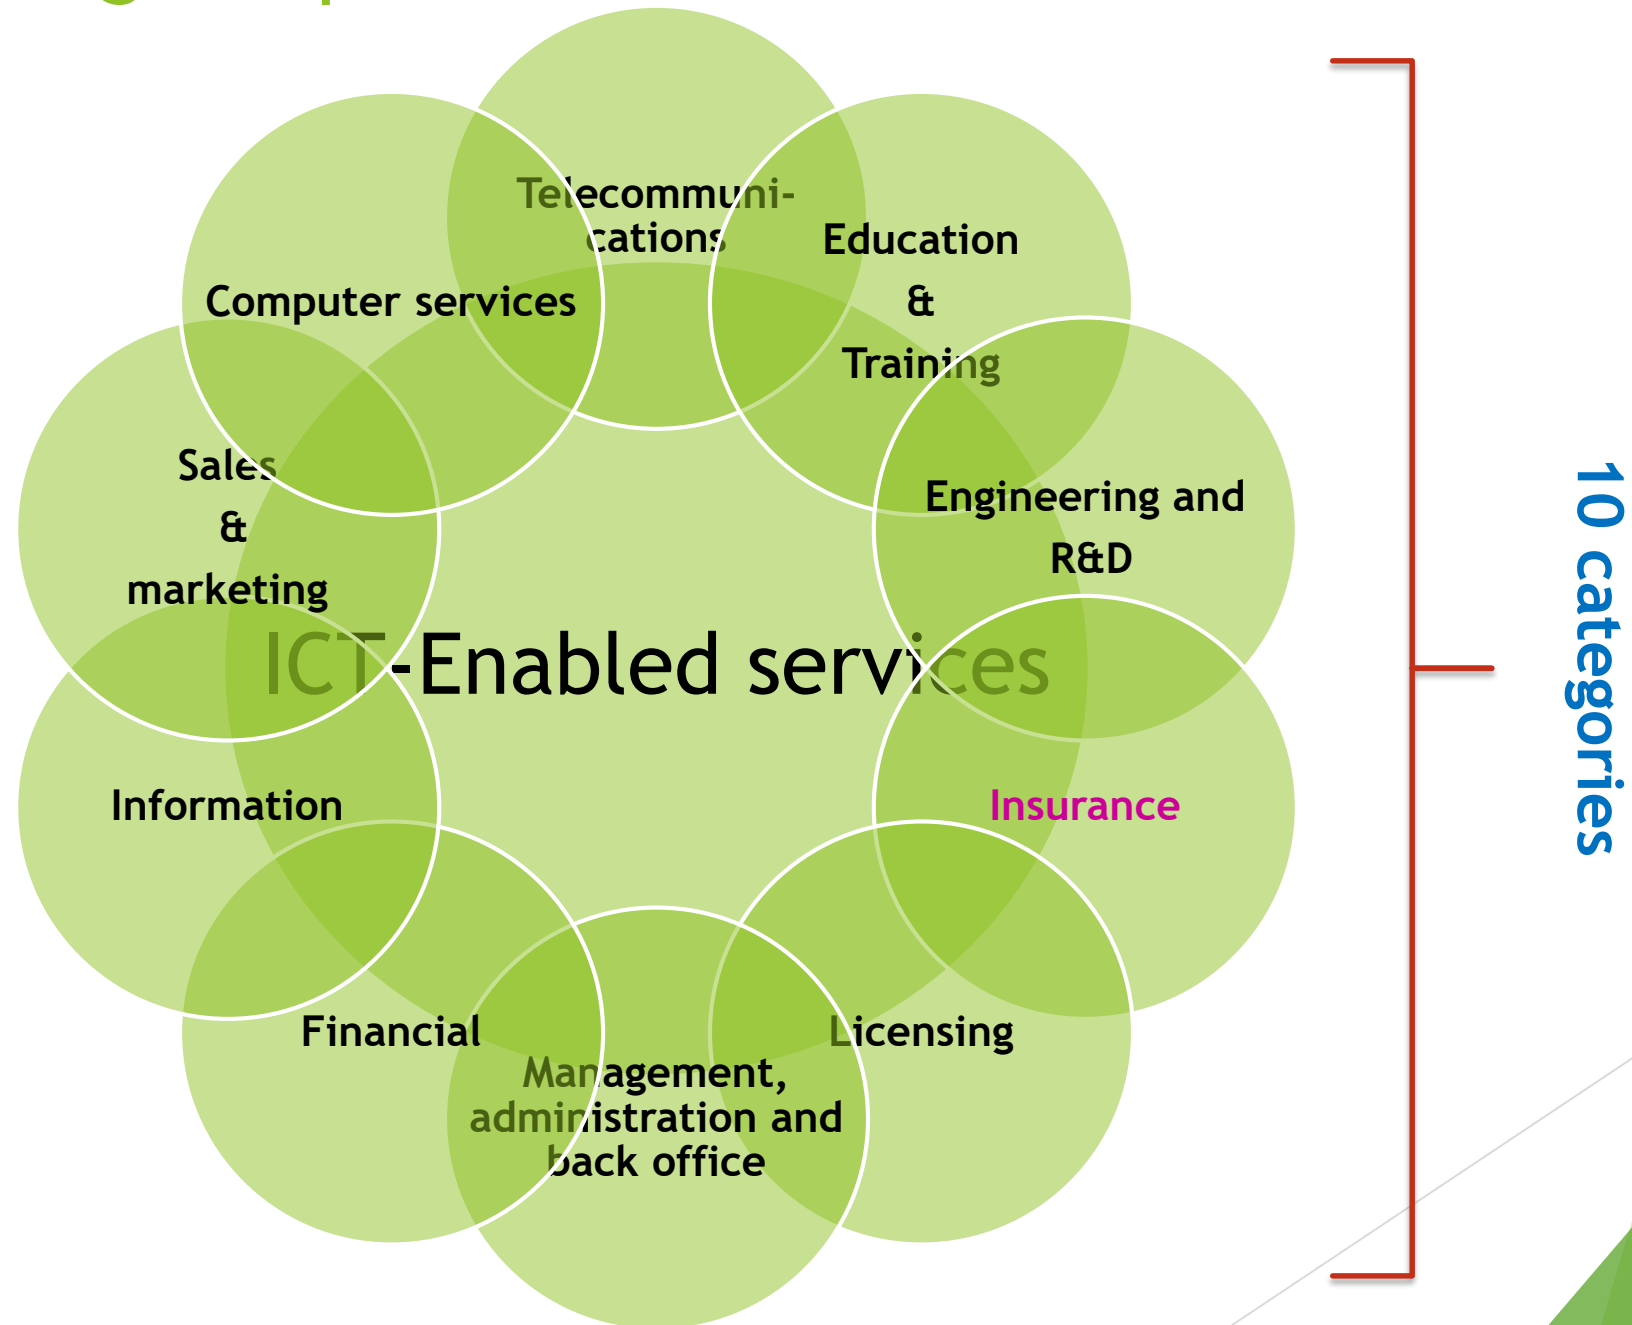 Telecommuni-
cations
Education
&
Training
Computer services
Engineering and
R&D
Sales
&
marketing
ICT-Enabled services
Information
Insurance
Financial
Licensing
Management,
administration and
back office
10 categories